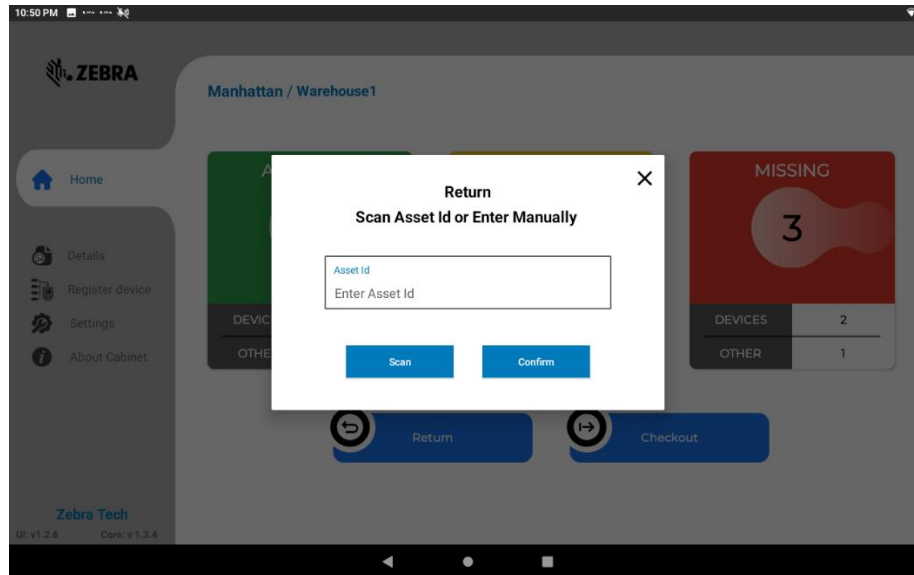 10:50 PM
ZEBRA
Manhattan / Warehouse1
Home
Details
Register device
Settings
About Cabinet
Zebra Tech
UI: v1.2.6 Core: v 1.3.4
A
DEVIC
OTHE
MISSING
3
DEVICES 2
OTHER 1
Return
Scan Asset Id or Enter Manually
Asset Id
Enter Asset Id
Scan Confirm
Return Checkout